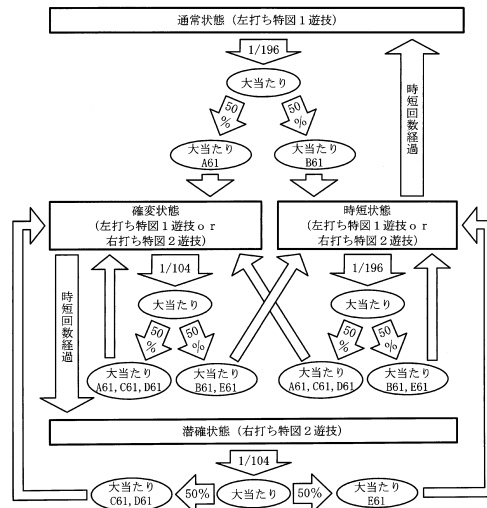 通常状態（左打ち特図１遊技）
1/196
大当たり
50%
50%
大当たり
A61
大当たり
B61
時短回数経過
確変状態
（左打ち特図１遊技ｏｒ
右打ち特図２遊技）
時短状態
（左打ち特図１遊技ｏｒ
右打ち特図２遊技）
1/104
大当たり
50%
50%
大当たり
A61,C61,D61
大当たり
B61,E61
1/196
大当たり
50%
50%
大当たり
A61,C61,D61
大当たり
B61,E61
時短回数経過
潜確状態（右打ち特図２遊技）
1/104
大当たり
C61,D61
50%
大当たり
50%
大当たり
E61